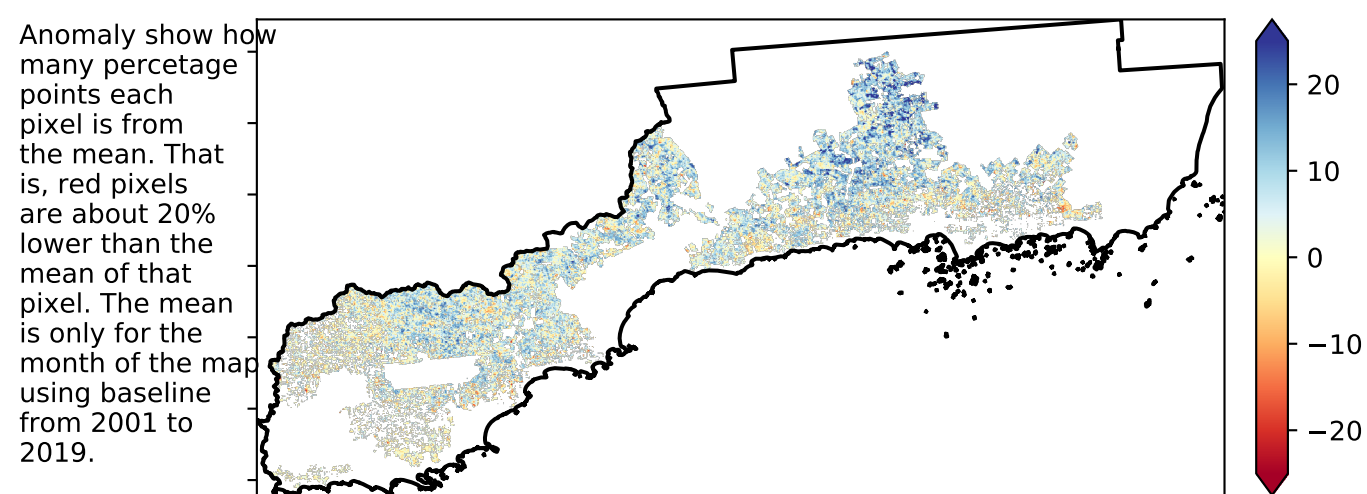 Anomaly show how
many percetage
points each
pixel is from
the mean. That
is, red pixels
are about 20%
lower than the
mean of that
pixel. The mean
is only for the
month of the map
using baseline
from 2001 to
2019.
20
10
0
−10
−20